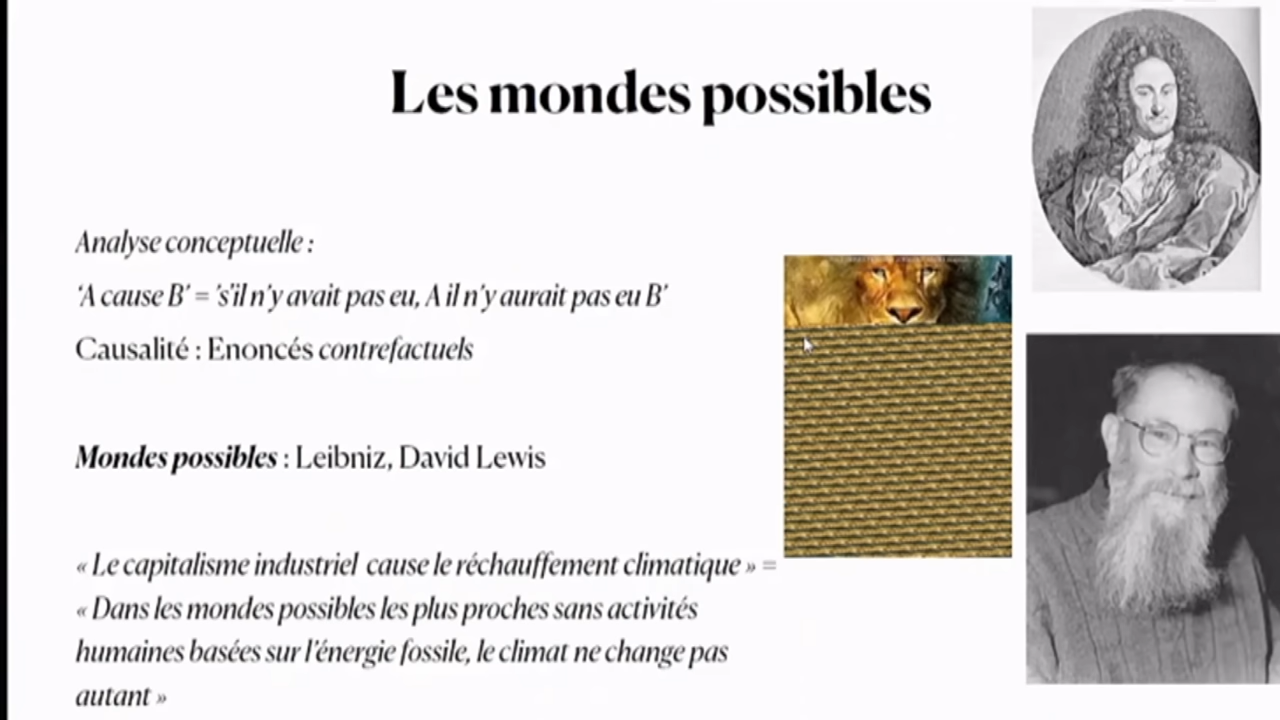 Les mondes possibles
Analyse conceptuelle :
‘A cause B’ = ’s’il n’y avait pas eu, A il n’y aurait pas eu B’
Causalité : Enoncés contrefactuels
Mondes possibles : Leibniz, David Lewis
« Le capitalisme industriel cause le réchauffement climatique » =
« Dans les mondes possibles les plus proches sans activités
humaines basées sur l’énergie fossile, le climat ne change pas
autant »